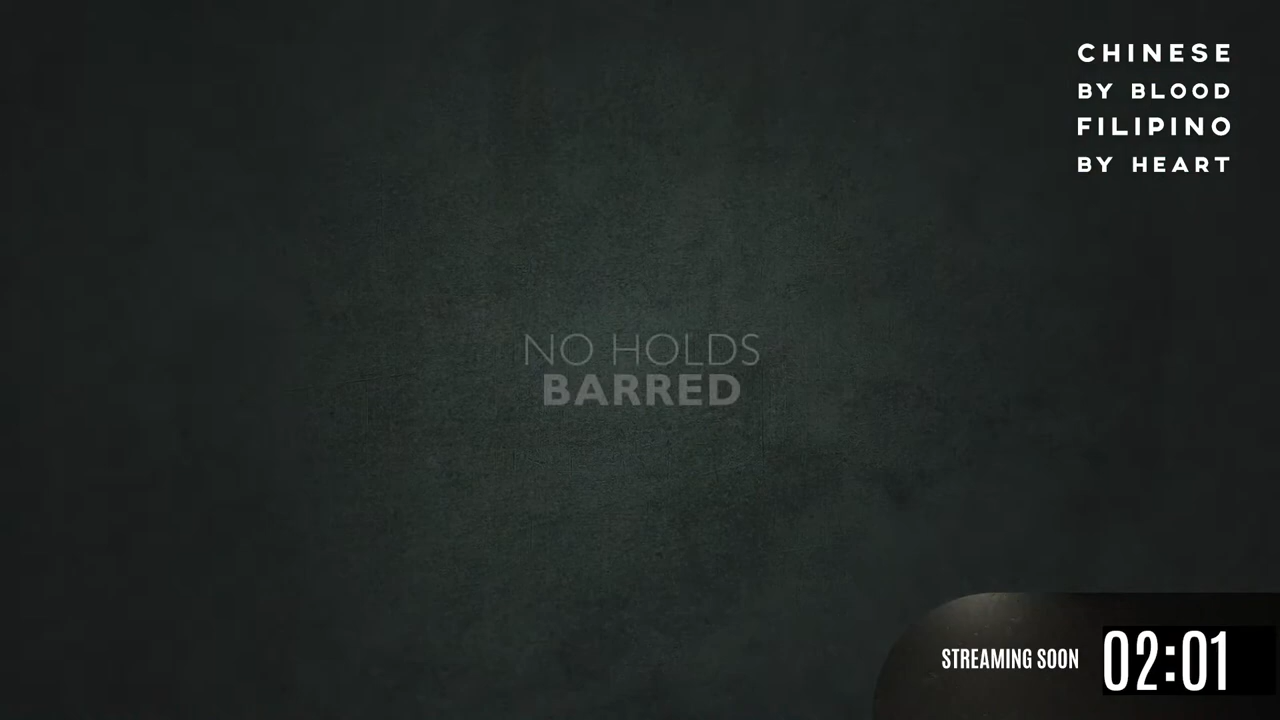 CHINESE
BY BLOOD
FILIPINO
BY HEART
NO HOLDS
BARRED
STREAMING SOON 02:01